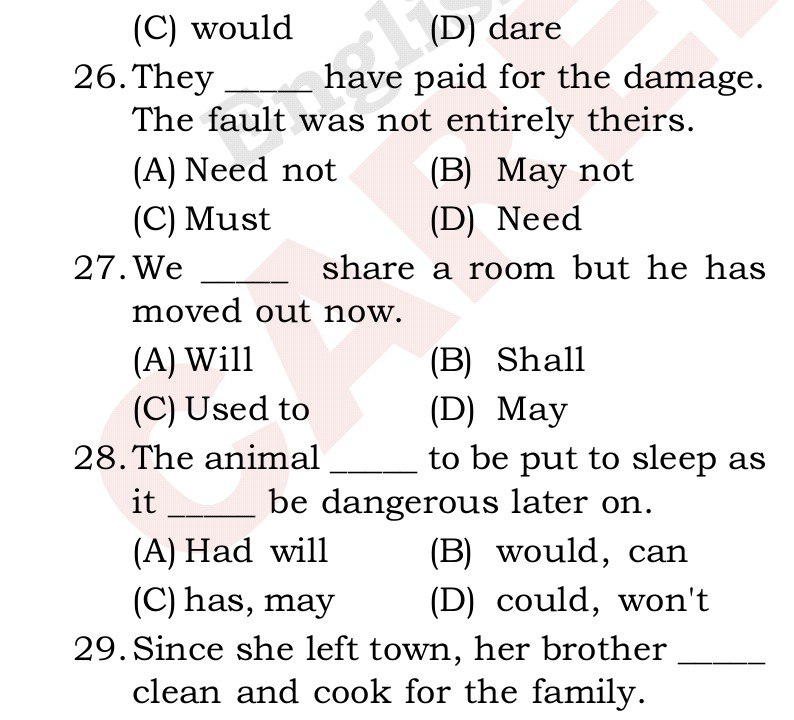 (C) would (D) dare
26. They _____ have paid for the damage.
The fault was not entirely theirs.
(A) Need not (B) May not
(C) Must (D) Need
27. We _____ share a room but he has
moved out now.
(A) Will (B) Shall
(C) Used to (D) May
28. The animal _____ to be put to sleep as
it _____ be dangerous later on.
(A) Had will (B) would, can
(C) has, may (D) could, won't
29. Since she left town, her brother _____
clean and cook for the family.